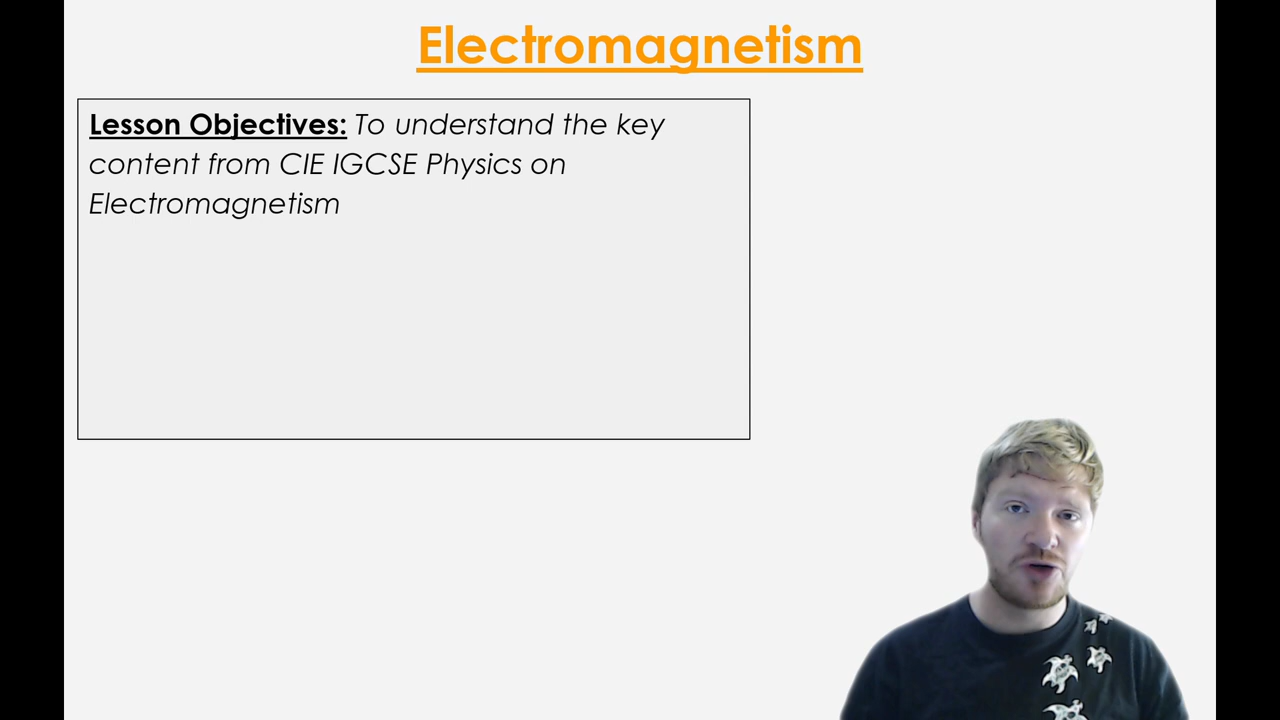 Electromagnetism
Lesson Objectives: To understand the key
content from CIE IGCSE Physics on
Electromagnetism